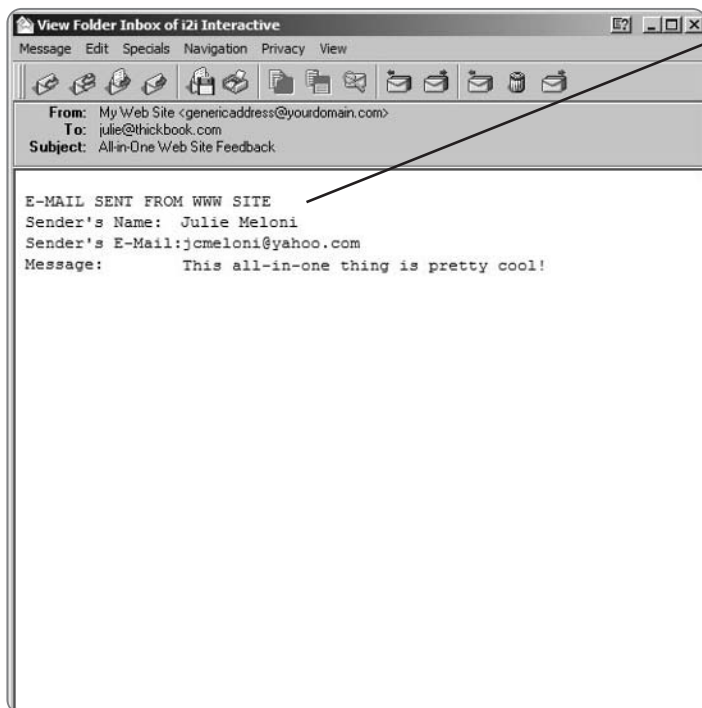 View Folder Inbox of i2i Interactive
Message Edit Specials Navigation Privacy View
From: My Web Site <genericaddress@yourdomain.com>
To: julie@thickbook.com
Subject: All-in-One Web Site Feedback
E-MAIL SENT FROM WWW SITE
Sender's Name: Julie Meloni
Sender's E-Mail:jcmeloni@yahoo.com
Message: This all-in-one thing is pretty cool!